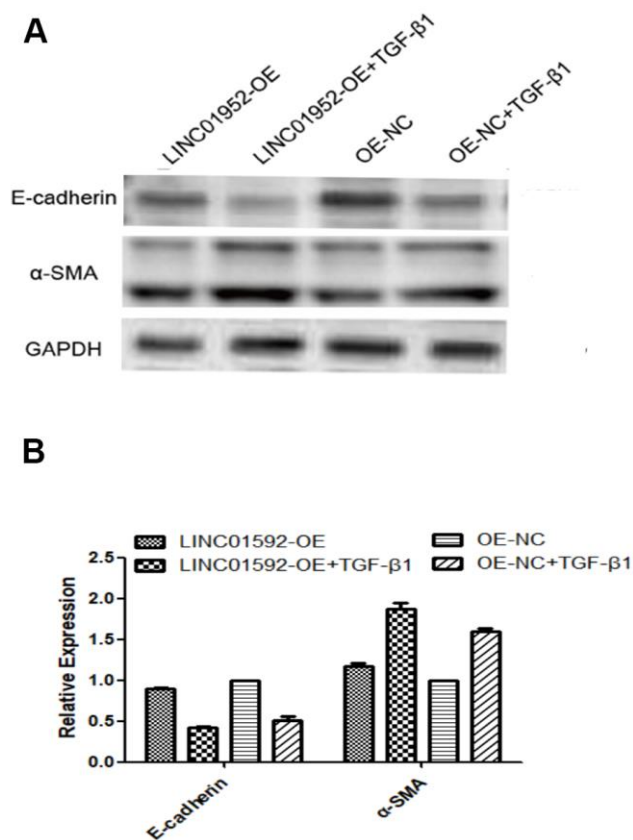 A
LINC01952-OE
LINC01952-OE+TGF-β1
OE-NC
OE-NC+TGF-β1
E-cadherin
α-SMA
GAPDH
B
LINC01592-OE
OE-NC
LINC01592-OE+TGF-β1
OE-NC+TGF-β1
Relative Expression
2.5
2.0
1.5
1.0
0.5
0.0
E-cadherin
α-SMA